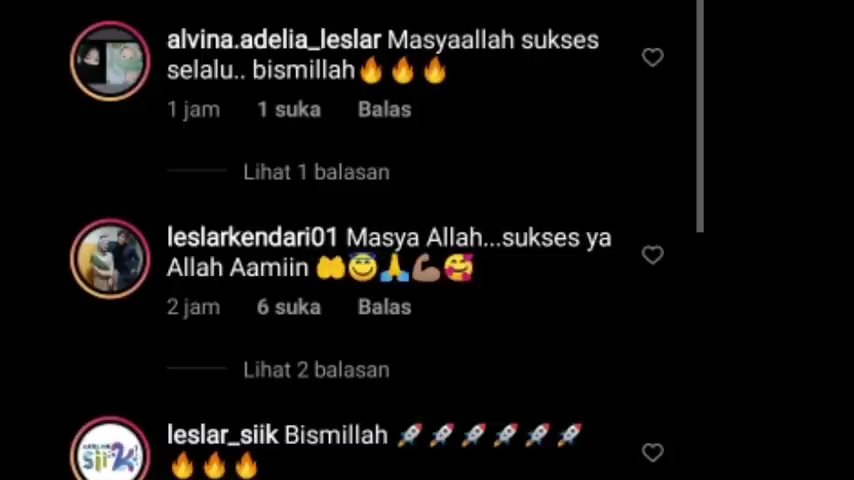 alvina.adelia_leslar Masyaallah sukses
selalu.. bismillah🔥🔥🔥
1 jam 1 suka Balas
Lihat 1 balasan
leslarkendari01 Masya Allah...sukses ya
Allah Aamiin 🤲😇🙏💪🏽🥰
2 jam 6 suka Balas
Lihat 2 balasan
leslar_siik Bismillah 🚀🚀🚀🚀🚀🚀
🔥🔥🔥